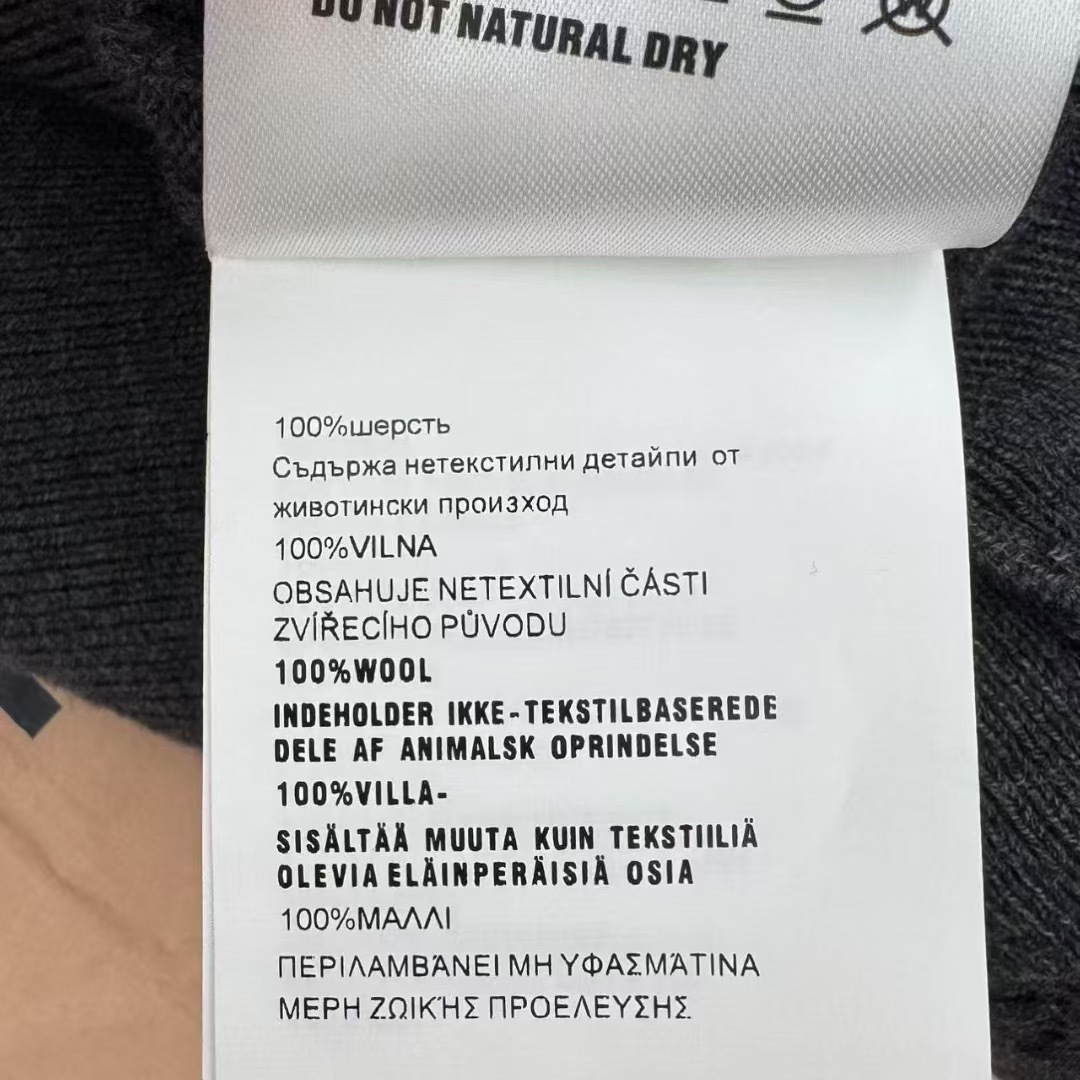 DO NOT NATURAL DRY
100%шерсть
Съдържа нетекстилни детайпи от
животински произход
100%VILNA
OBSAHUJE NETEXTILNÍ ČÁSTI
ZVÍŘECÍHO PŮVODU
100%WOOL
INDEHOLDER IKKE-TEKSTILBASEREDE
DELE AF ANIMALSK OPRINDELSE
100%VILLA-
SISÄLTÄÄ MUUTA KUIN TEKSTIILIÄ
OLEVIA ELÄINPERÄISIÄ OSIA
100%ΜΑΛΛΙ
ΠΕΡΙΛΑΜΒΆΝΕΙ ΜΗ ΥΦΑΣΜΆΤΙΝΑ
ΜΕΡΗ ΖΩΙΚΉΣ ΠΡΟΕΛΕΥΣΗΣ